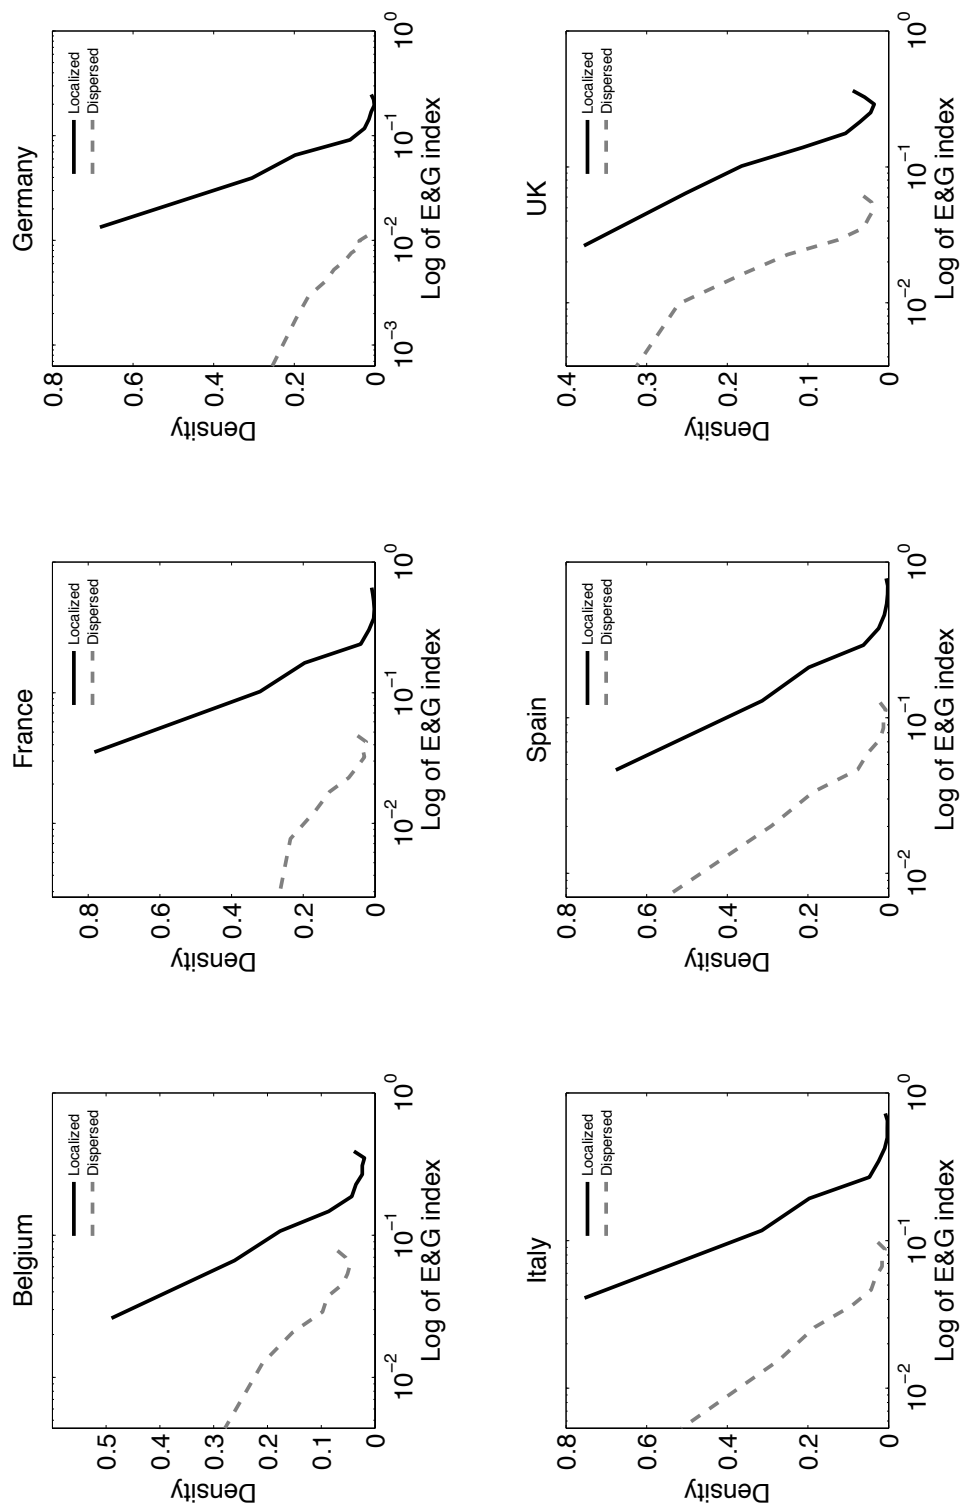 Belgium
Localized
Dispersed
Density
0.5
0.4
0.3
0.2
0.1
0
10^-2
10^-1
10^0
Log of E&G index
France
Localized
Dispersed
Density
0.8
0.6
0.4
0.2
0
10^-2
10^-1
10^0
Log of E&G index
Germany
Localized
Dispersed
Density
0.8
0.6
0.4
0.2
0
10^-3
10^-2
10^-1
10^0
Log of E&G index
Italy
Localized
Dispersed
Density
0.8
0.6
0.4
0.2
0
10^-2
10^-1
10^0
Log of E&G index
Spain
Localized
Dispersed
Density
0.8
0.6
0.4
0.2
0
10^-2
10^-1
10^0
Log of E&G index
UK
Localized
Dispersed
Density
0.4
0.3
0.2
0.1
0
10^-2
10^-1
10^0
Log of E&G index